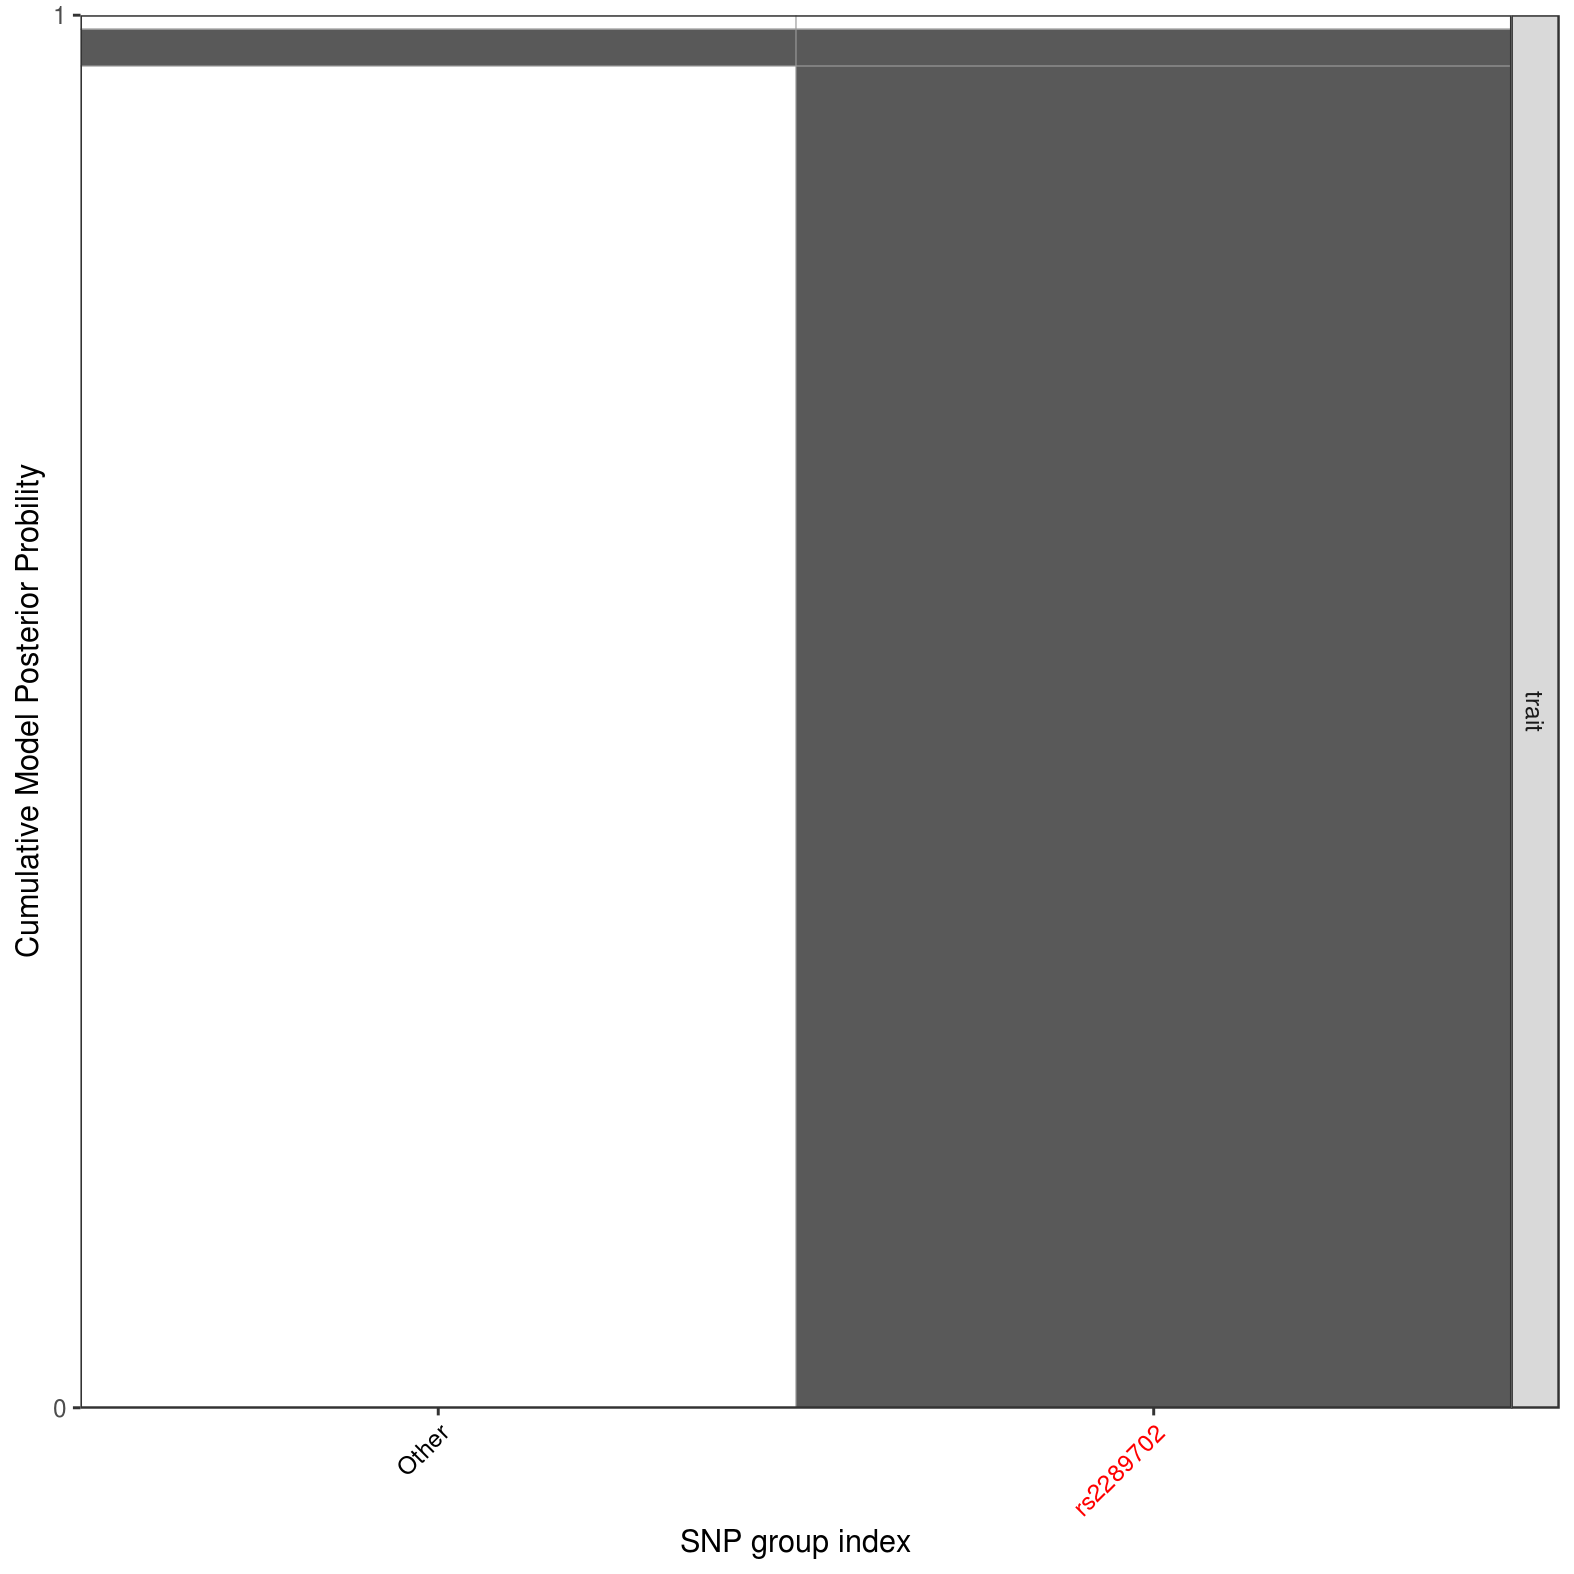 1
Cumulative Model Posterior Probility
trait
0
Other
rs2289702
SNP group index